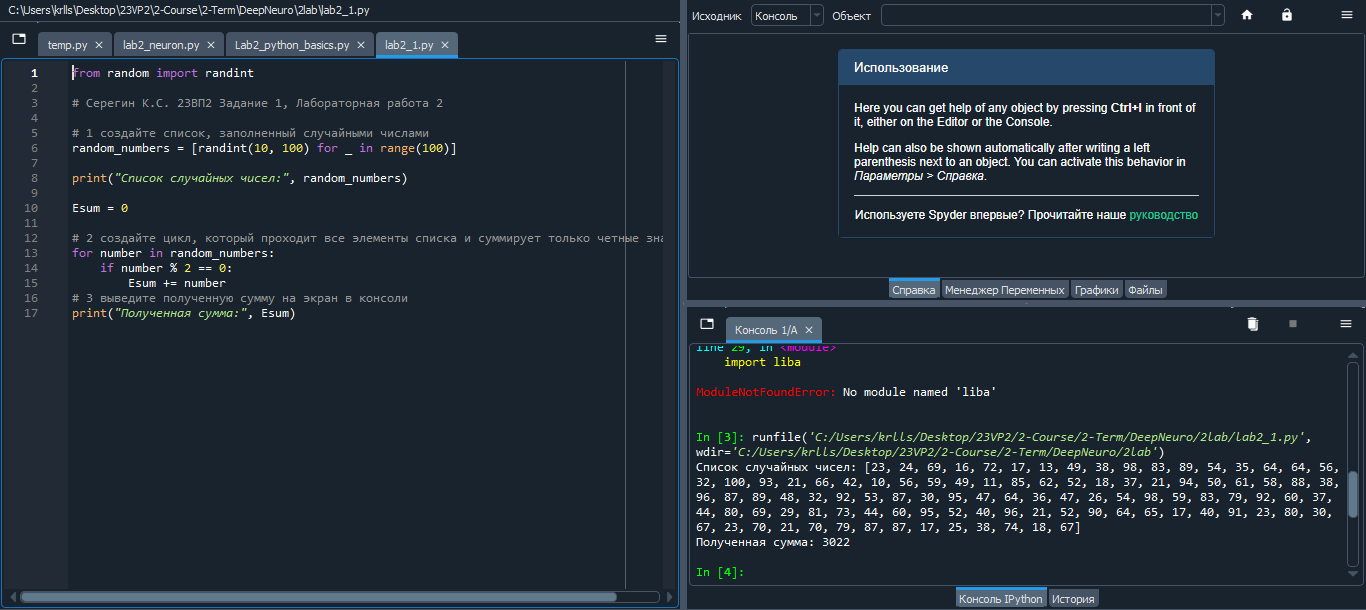 C:\Users\krlls\Desktop\23VP2\2-Course\2-Term\DeepNeuro\2lab\lab2_1.py
temp.py
lab2_neuron.py
Lab2_python_basics.py
lab2_1.py
1 from random import randint
2
3 # Серегин К.С. 23ВП2 Задание 1, Лабораторная работа 2
4
5 # 1 создайте список, заполненный случайными числами
6 random_numbers = [randint(10, 100) for _ in range(100)]
7
8 print("Список случайных чисел:", random_numbers)
9
10 Esum = 0
11
12 # 2 создайте цикл, который проходит все элементы списка и суммирует только четные зна
13 for number in random_numbers:
14 if number % 2 == 0:
15 Esum += number
16 # 3 выведите полученную сумму на экран в консоли
17 print("Полученная сумма:", Esum)
Исходник Консоль Объект
Использование
Here you can get help of any object by pressing Ctrl+I in front of
it, either on the Editor or the Console.
Help can also be shown automatically after writing a left
parenthesis next to an object. You can activate this behavior in
Параметры > Справка.
Используете Spyder впервые? Прочитайте наше руководство
Справка Менеджер Переменных Графики Файлы
Консоль 1/A
line 29, in <module>
import liba
ModuleNotFoundError: No module named 'liba'
In [3]: runfile('C:/Users/krlls/Desktop/23VP2/2-Course/2-Term/DeepNeuro/2lab/lab2_1.py',
wdir='C:/Users/krlls/Desktop/23VP2/2-Course/2-Term/DeepNeuro/2lab')
Список случайных чисел: [23, 24, 69, 16, 72, 17, 13, 49, 38, 98, 83, 89, 54, 35, 64, 64, 56,
32, 100, 93, 21, 66, 42, 10, 56, 59, 49, 11, 85, 62, 52, 18, 37, 21, 94, 50, 61, 58, 88, 38,
96, 87, 89, 48, 32, 92, 53, 87, 30, 95, 47, 64, 36, 47, 26, 54, 98, 59, 83, 79, 92, 60, 37,
44, 80, 69, 29, 81, 73, 44, 60, 95, 52, 40, 96, 21, 52, 90, 64, 65, 17, 40, 91, 23, 80, 30,
67, 23, 70, 21, 70, 79, 87, 87, 17, 25, 38, 74, 18, 67]
Полученная сумма: 3022
In [4]:
Консоль IPython История